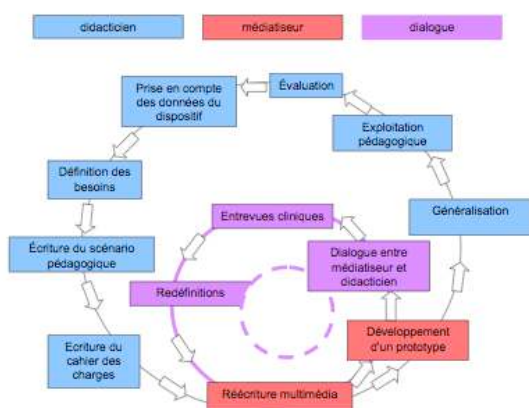 didacticien
médiatiseur
dialogue
Prise en compte
des données du
dispositif
Évaluation
Exploitation
pédagogique
Définition des
besoins
Généralisation
Entrevues cliniques
Écriture du scénario
pédagogique
Dialogue entre
médiatiseur et
didacticien
Redéfinitions
Développement
d'un prototype
Ecriture du
cahier des
charges
Réécriture multimédia